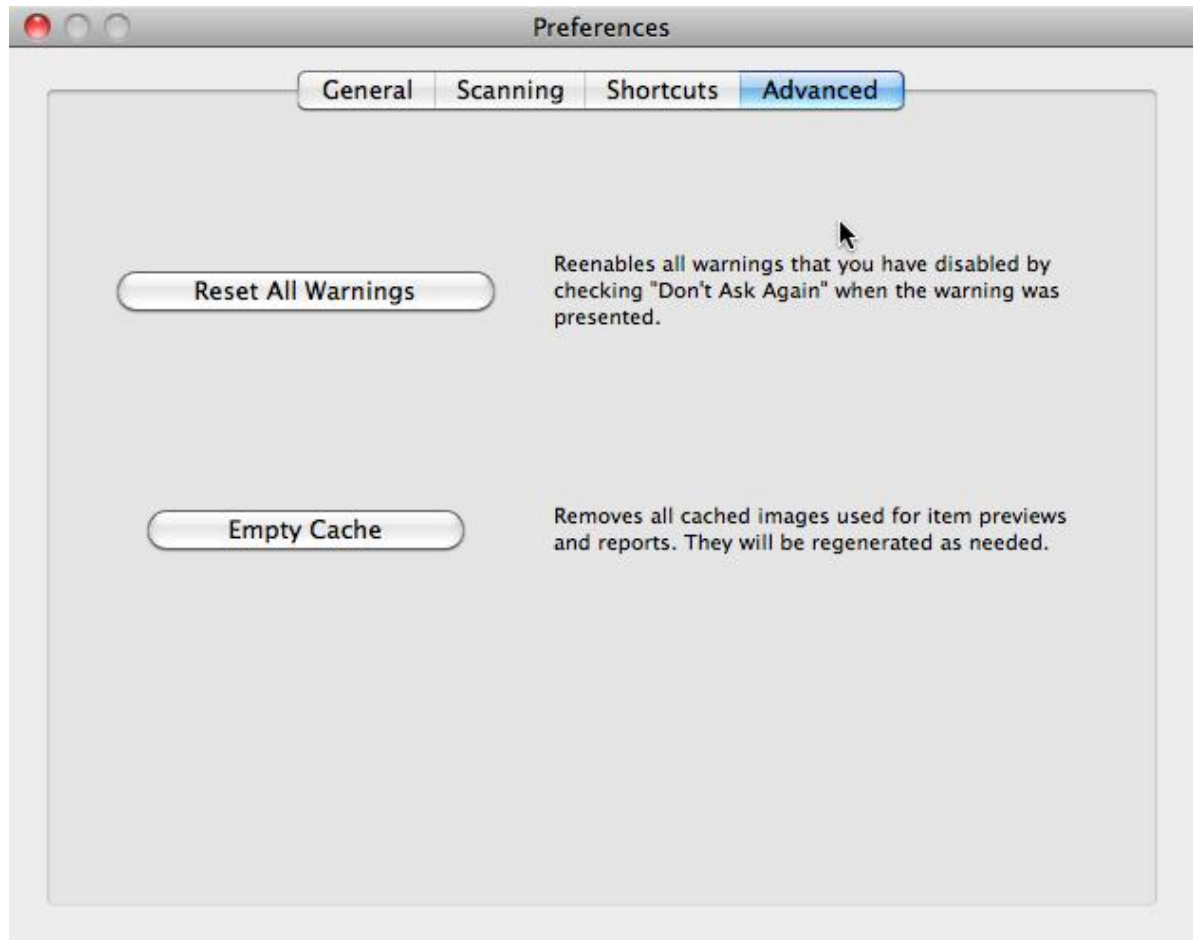 Preferences
General Scanning Shortcuts Advanced
Reset All Warnings
Reenables all warnings that you have disabled by
checking "Don't Ask Again" when the warning was
presented.
Empty Cache
Removes all cached images used for item previews
and reports. They will be regenerated as needed.